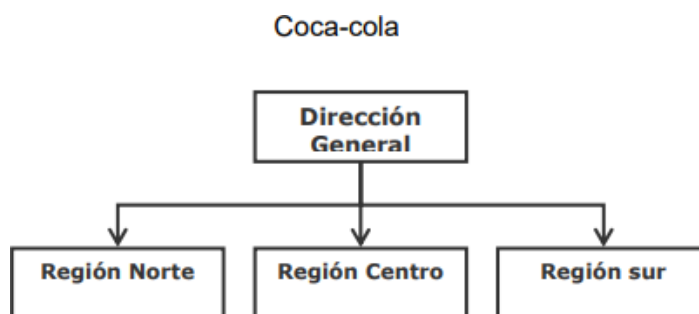 Coca-cola
Dirección
General
Región Norte
Región Centro
Región sur